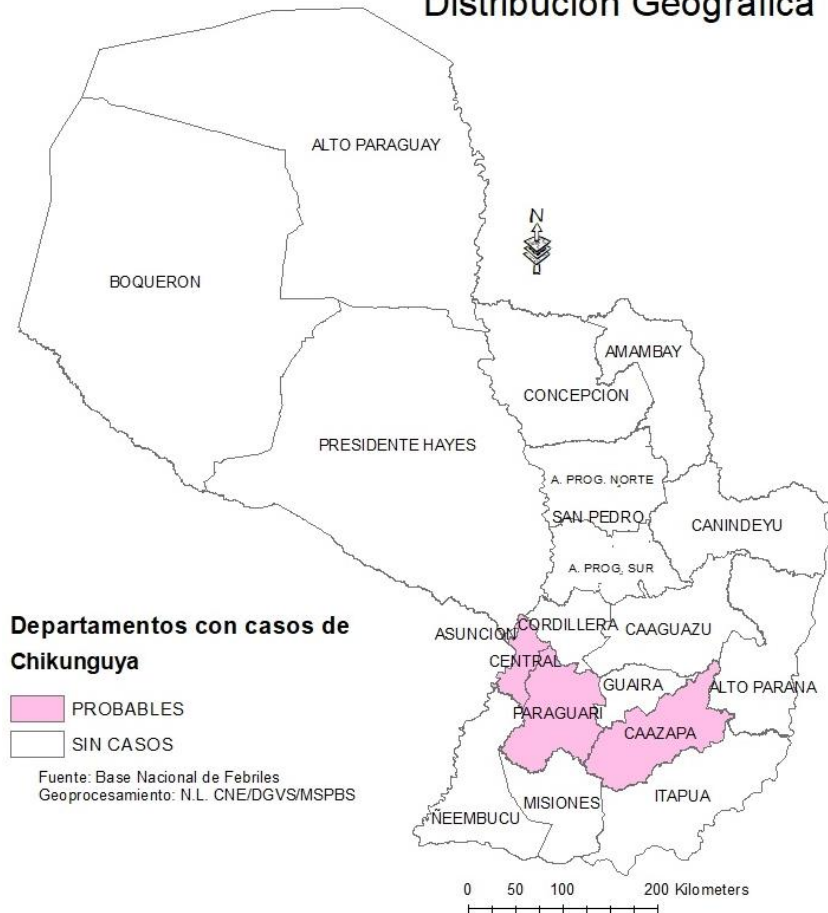 Distribución Geográfica
ALTO PARAGUAY
N
BOQUERON
AMAMBAY
CONCEPCION
PRESIDENTE HAYES
A. PROG. NORTE
SAN PEDRO
CANINDEYU
A. PROG. SUR
Departamentos con casos de
Chikunguya
PROBABLES
SIN CASOS
Fuente: Base Nacional de Febriles
Geoprocesamiento: N.L. CNE/DGVS/MSPBS
ASUNCION
CORDILLERA
CAAGUAZU
CENTRAL
GUAIRA
ALTO PARANA
PARAGUARI
CAAZAPA
ITAPUA
MISIONES
ÑEEMBUCU
0 50 100 200 Kilometers